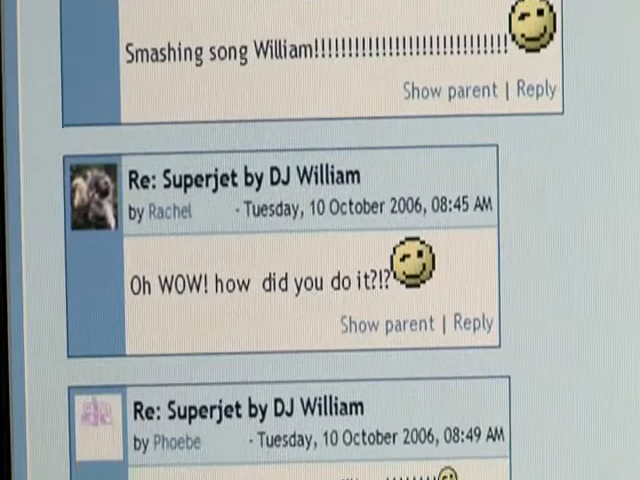 Smashing song William!!!!!!!!!!!!!!!!!!!!!!!!!!!!!
Show parent | Reply
Re: Superjet by DJ William
by Rachel - Tuesday, 10 October 2006, 08:45 AM
Oh WOW! how did you do it?!?
Show parent | Reply
Re: Superjet by DJ William
by Phoebe - Tuesday, 10 October 2006, 08:49 AM